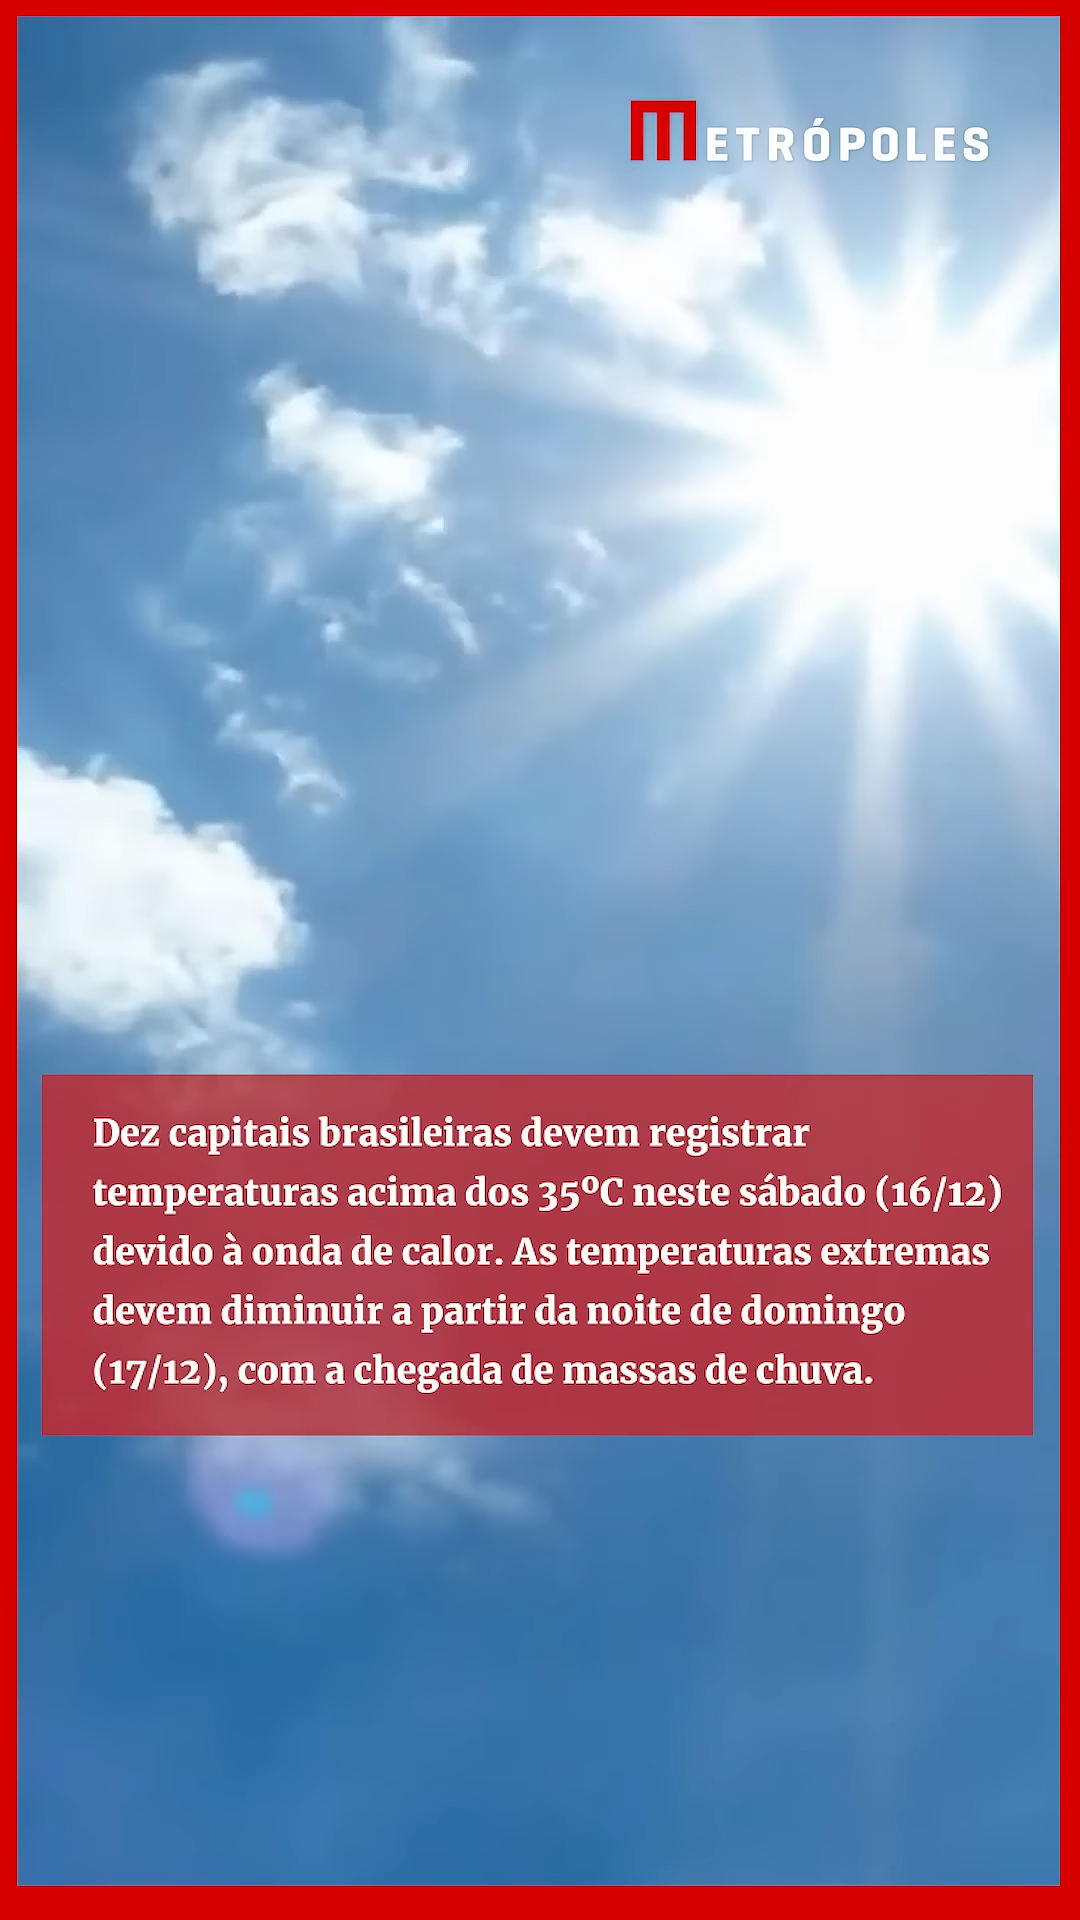 METRÓPOLES
Dez capitais brasileiras devem registrar
temperaturas acima dos 35ºC neste sábado (16/12)
devido à onda de calor. As temperaturas extremas
devem diminuir a partir da noite de domingo
(17/12), com a chegada de massas de chuva.